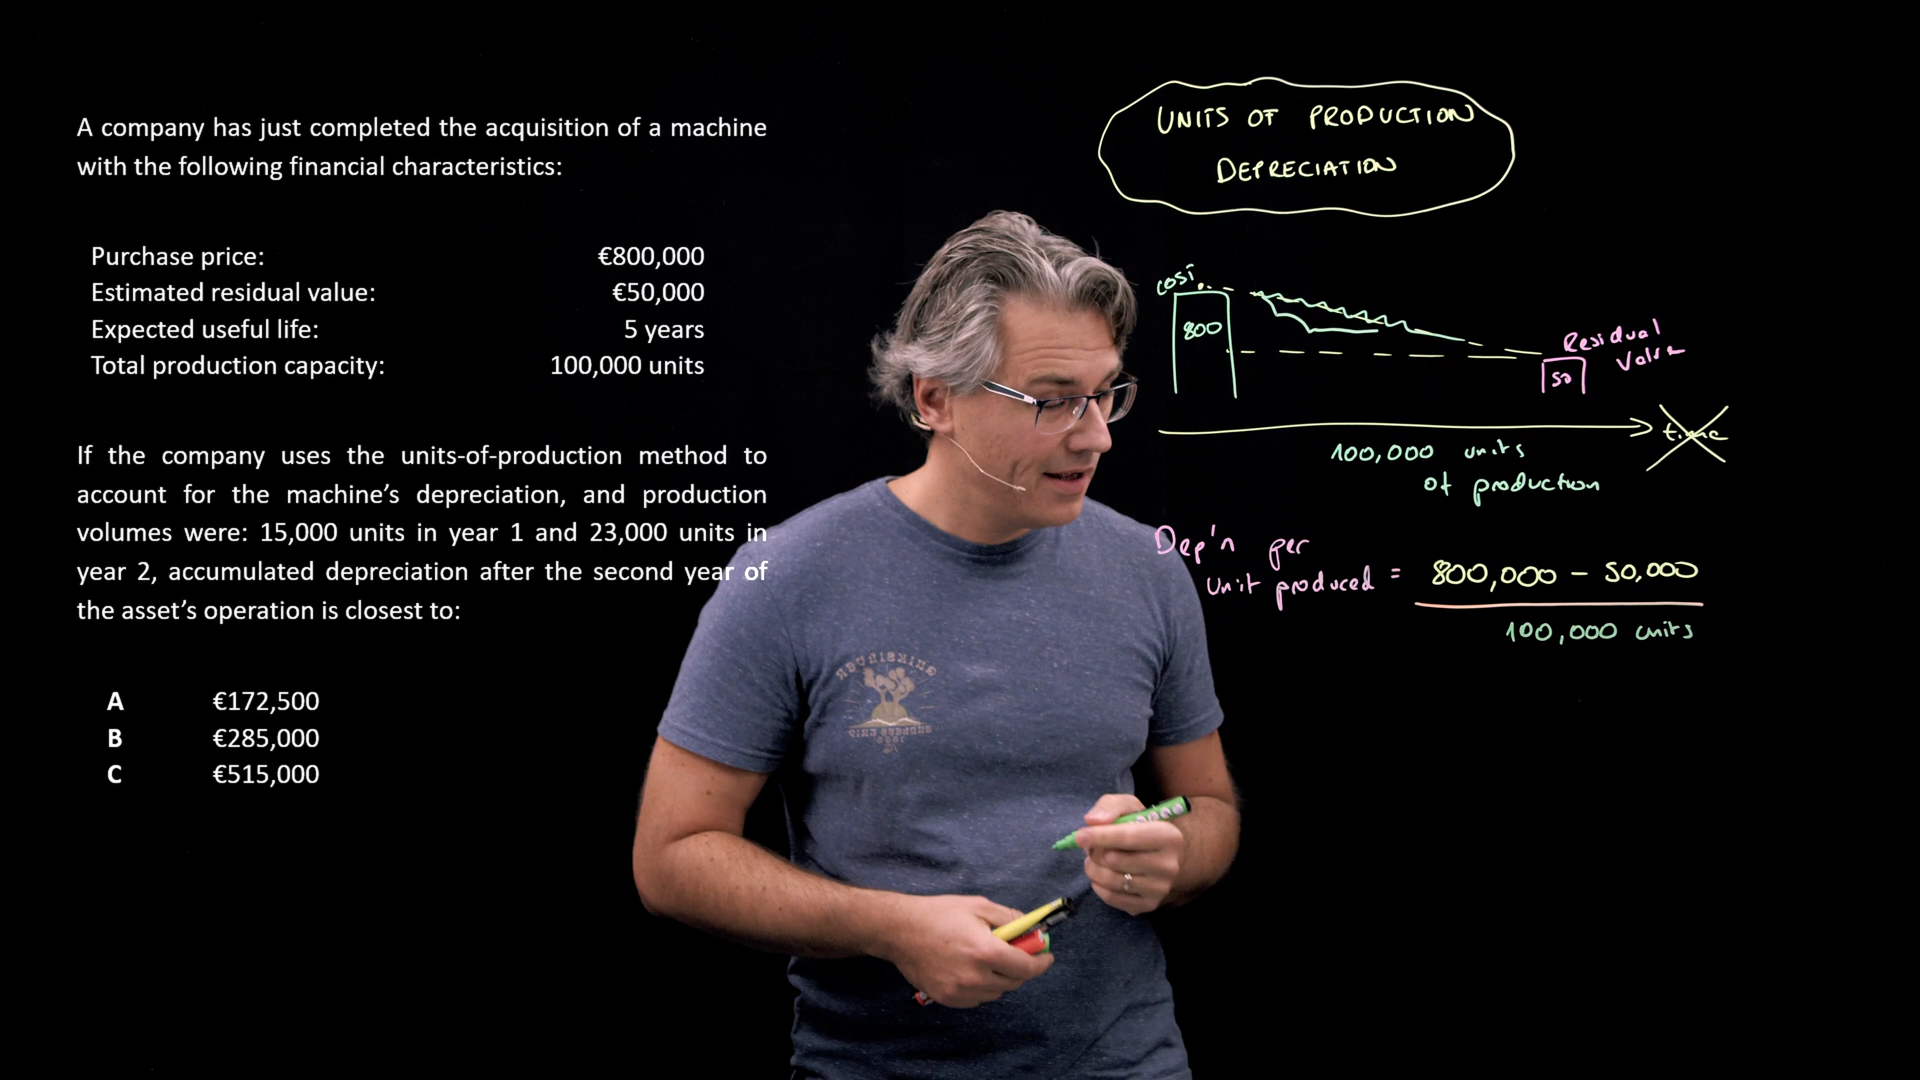 A company has just completed the acquisition of a machine
with the following financial characteristics:
Purchase price: €800,000
Estimated residual value: €50,000
Expected useful life: 5 years
Total production capacity: 100,000 units
If the company uses the units-of-production method to
account for the machine's depreciation, and production
volumes were: 15,000 units in year 1 and 23,000 units in
year 2, accumulated depreciation after the second year of
the asset's operation is closest to:
A €172,500
B €285,000
C €515,000
UNITS OF PRODUCTION
DEPRECIATION
cost
800
Residual
Value
50
time
100,000 units
of production
Dep'n per
unit produced = 800,000 - 50,000
100,000 units